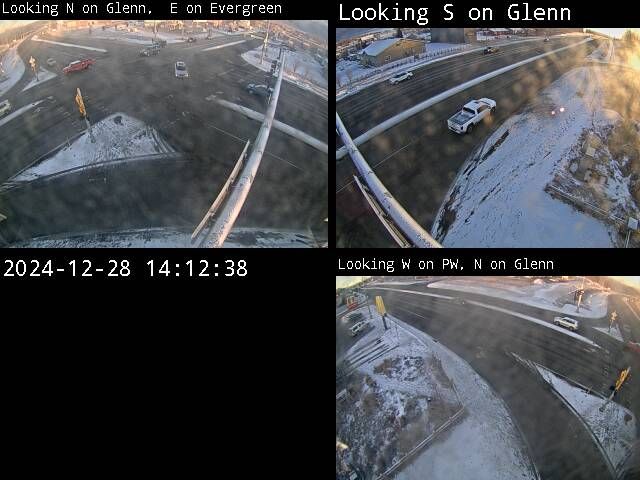 Looking N on Glenn,  E on Evergreen
Looking S on Glenn
2024-12-28 14:12:38
Looking W on PW, N on Glenn